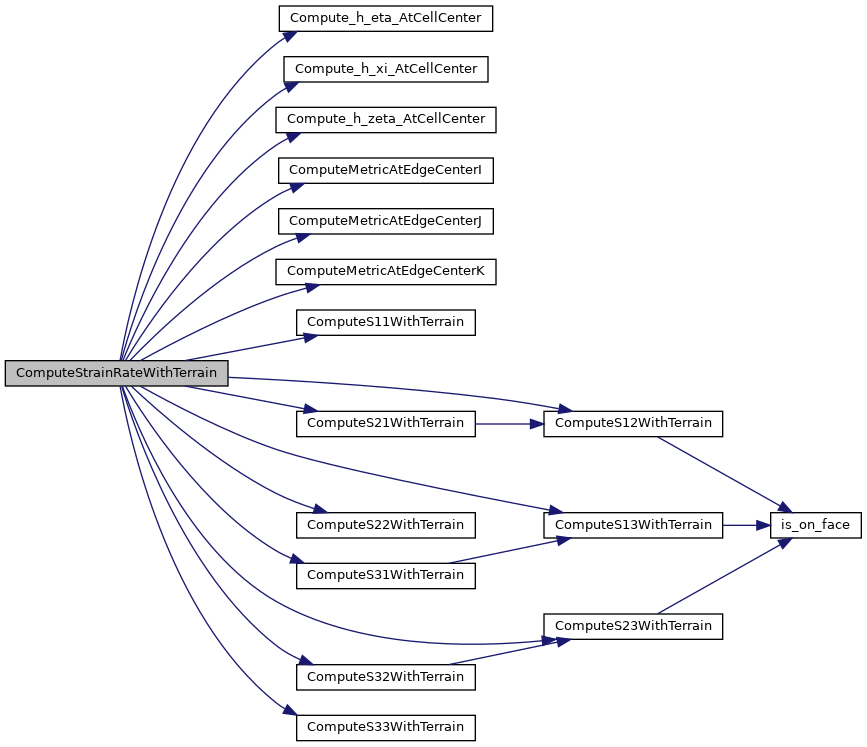 Compute_h_eta_AtCellCenter
Compute_h_xi_AtCellCenter
Compute_h_zeta_AtCellCenter
ComputeMetricAtEdgeCenterI
ComputeMetricAtEdgeCenterJ
ComputeMetricAtEdgeCenterK
ComputeS11WithTerrain
ComputeStrainRateWithTerrain
ComputeS21WithTerrain
ComputeS12WithTerrain
ComputeS22WithTerrain
ComputeS13WithTerrain
is_on_face
ComputeS31WithTerrain
ComputeS23WithTerrain
ComputeS32WithTerrain
ComputeS33WithTerrain